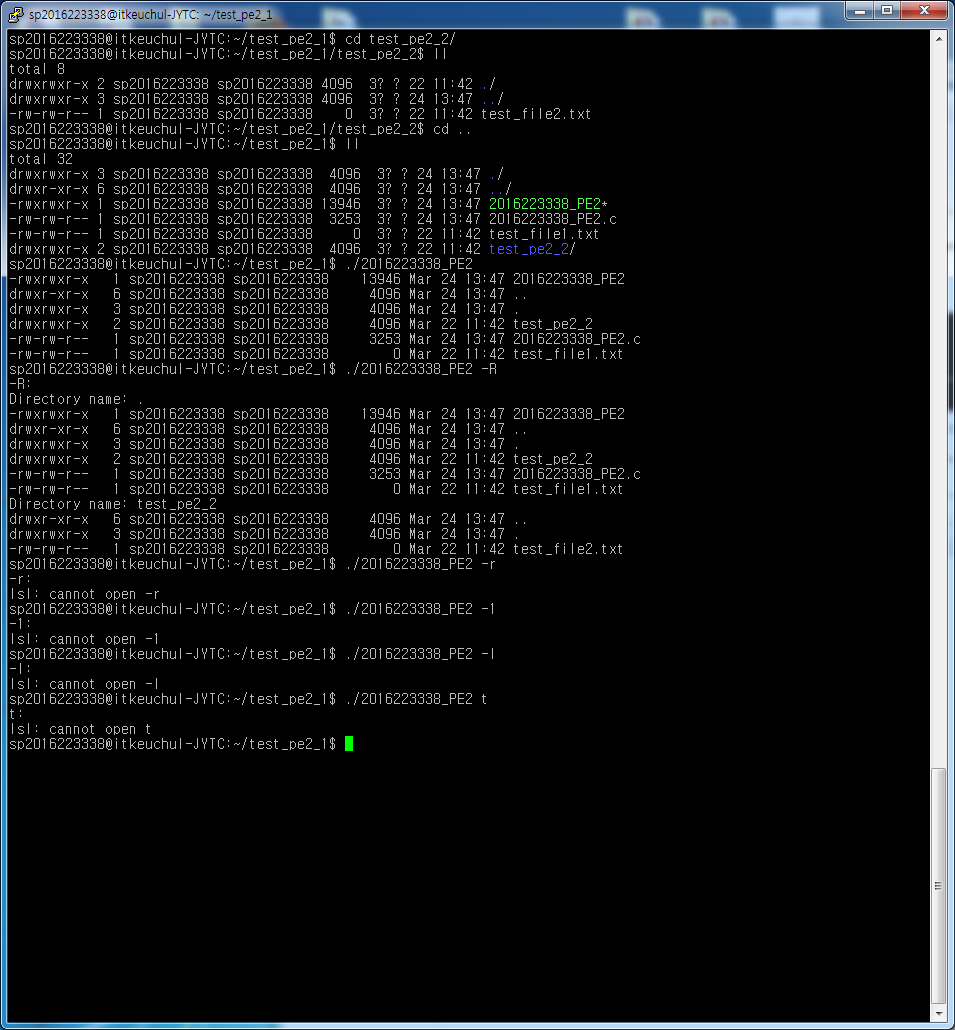 sp2016223338@itkeuchul-JYTC: ~/test_pe2_1
sp2016223338@itkeuchul-JYTC:~/test_pe2_1$ cd test_pe2_2/
sp2016223338@itkeuchul-JYTC:~/test_pe2_1/test_pe2_2$ ll
total 8
drwxrwxr-x 2 sp2016223338 sp2016223338 4096  3? ? 22 11:42 ./
drwxrwxr-x 3 sp2016223338 sp2016223338 4096  3? ? 24 13:47 ../
-rw-rw-r-- 1 sp2016223338 sp2016223338    0  3? ? 22 11:42 test_file2.txt
sp2016223338@itkeuchul-JYTC:~/test_pe2_1/test_pe2_2$ cd ..
sp2016223338@itkeuchul-JYTC:~/test_pe2_1$ ll
total 32
drwxrwxr-x 3 sp2016223338 sp2016223338  4096  3? ? 24 13:47 ./
drwxr-xr-x 6 sp2016223338 sp2016223338  4096  3? ? 24 13:47 ../
-rwxrwxr-x 1 sp2016223338 sp2016223338 13946  3? ? 24 13:47 2016223338_PE2*
-rw-rw-r-- 1 sp2016223338 sp2016223338  3253  3? ? 24 13:47 2016223338_PE2.c
-rw-rw-r-- 1 sp2016223338 sp2016223338     0  3? ? 22 11:42 test_file1.txt
drwxrwxr-x 2 sp2016223338 sp2016223338  4096  3? ? 22 11:42 test_pe2_2/
sp2016223338@itkeuchul-JYTC:~/test_pe2_1$ ./2016223338_PE2
-rwxrwxr-x   1 sp2016223338 sp2016223338    13946 Mar 24 13:47 2016223338_PE2
drwxr-xr-x   6 sp2016223338 sp2016223338     4096 Mar 24 13:47 ..
drwxrwxr-x   3 sp2016223338 sp2016223338     4096 Mar 24 13:47 .
drwxrwxr-x   2 sp2016223338 sp2016223338     4096 Mar 22 11:42 test_pe2_2
-rw-rw-r--   1 sp2016223338 sp2016223338     3253 Mar 24 13:47 2016223338_PE2.c
-rw-rw-r--   1 sp2016223338 sp2016223338        0 Mar 22 11:42 test_file1.txt
sp2016223338@itkeuchul-JYTC:~/test_pe2_1$ ./2016223338_PE2 -R
-R:
Directory name: .
-rwxrwxr-x   1 sp2016223338 sp2016223338    13946 Mar 24 13:47 2016223338_PE2
drwxr-xr-x   6 sp2016223338 sp2016223338     4096 Mar 24 13:47 ..
drwxrwxr-x   3 sp2016223338 sp2016223338     4096 Mar 24 13:47 .
drwxrwxr-x   2 sp2016223338 sp2016223338     4096 Mar 22 11:42 test_pe2_2
-rw-rw-r--   1 sp2016223338 sp2016223338     3253 Mar 24 13:47 2016223338_PE2.c
-rw-rw-r--   1 sp2016223338 sp2016223338        0 Mar 22 11:42 test_file1.txt
Directory name: test_pe2_2
drwxr-xr-x   6 sp2016223338 sp2016223338     4096 Mar 24 13:47 ..
drwxrwxr-x   3 sp2016223338 sp2016223338     4096 Mar 24 13:47 .
-rw-rw-r--   1 sp2016223338 sp2016223338        0 Mar 22 11:42 test_file2.txt
sp2016223338@itkeuchul-JYTC:~/test_pe2_1$ ./2016223338_PE2 -r
-r:
lsl: cannot open -r
sp2016223338@itkeuchul-JYTC:~/test_pe2_1$ ./2016223338_PE2 -1
-1:
lsl: cannot open -1
sp2016223338@itkeuchul-JYTC:~/test_pe2_1$ ./2016223338_PE2 -l
-l:
lsl: cannot open -l
sp2016223338@itkeuchul-JYTC:~/test_pe2_1$ ./2016223338_PE2 t
t:
lsl: cannot open t
sp2016223338@itkeuchul-JYTC:~/test_pe2_1$